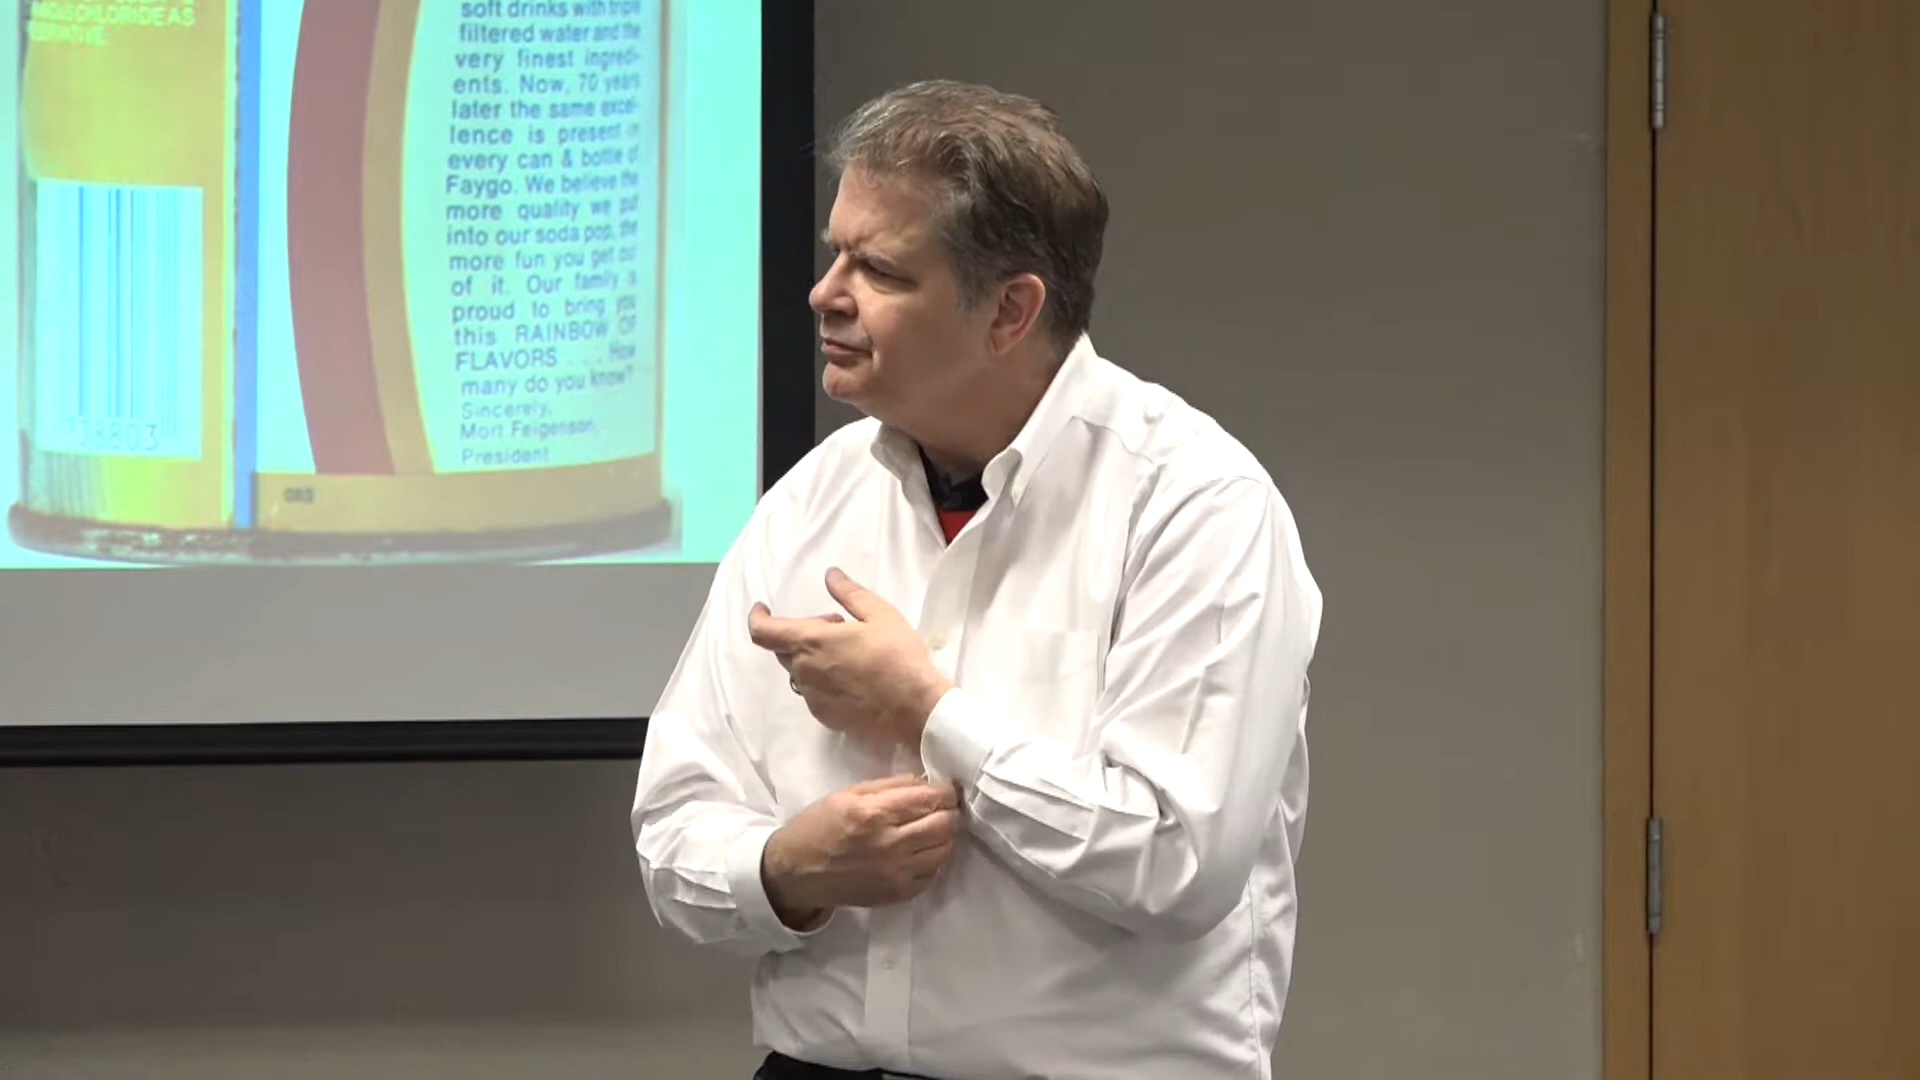 CHLORIDE AS
soft drinks with triple
filtered water and the
very finest ingredi-
ents. Now, 70 years
later the same excel-
lence is present in
every can & bottle of
Faygo. We believe the
more quality we put
into our soda pop, the
more fun you get out
of it. Our family is
proud to bring you
this RAINBOW OF
FLAVORS . . . How
many do you know?
Sincerely,
Mort Feigenson,
President
38803